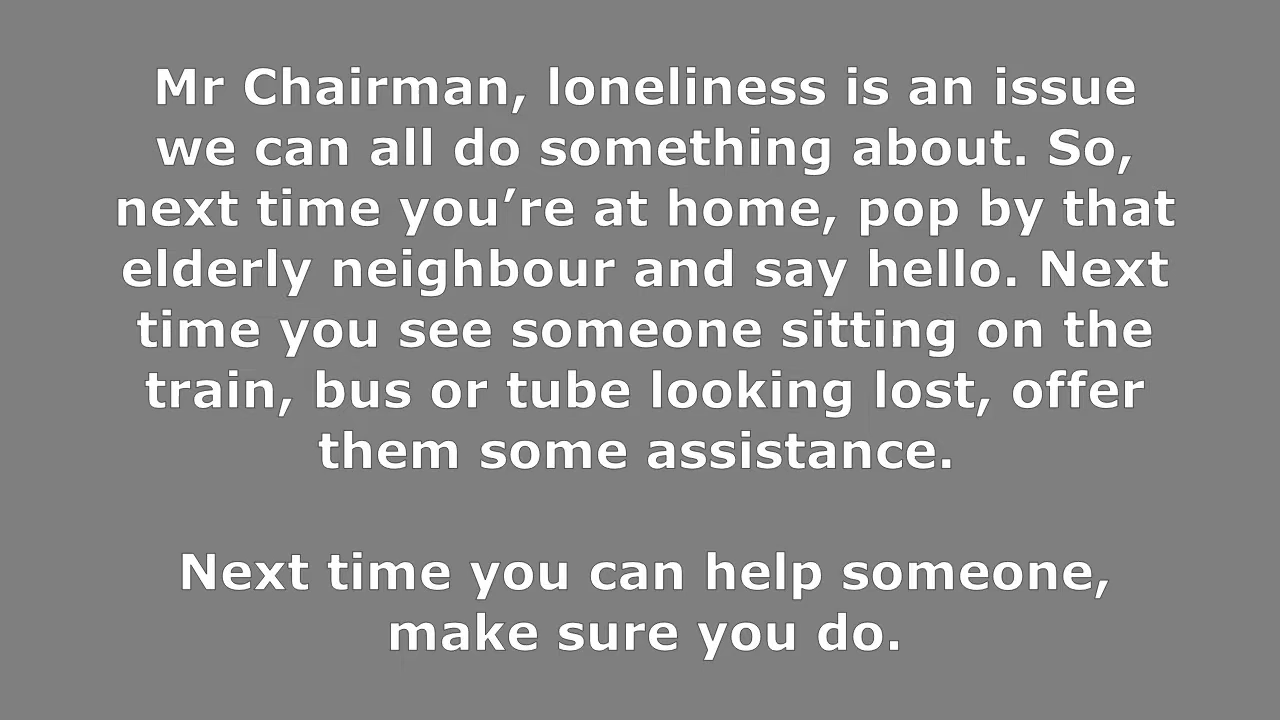 Mr Chairman, loneliness is an issue
we can all do something about. So,
next time you’re at home, pop by that
elderly neighbour and say hello. Next
time you see someone sitting on the
train, bus or tube looking lost, offer
them some assistance.
Next time you can help someone,
make sure you do.